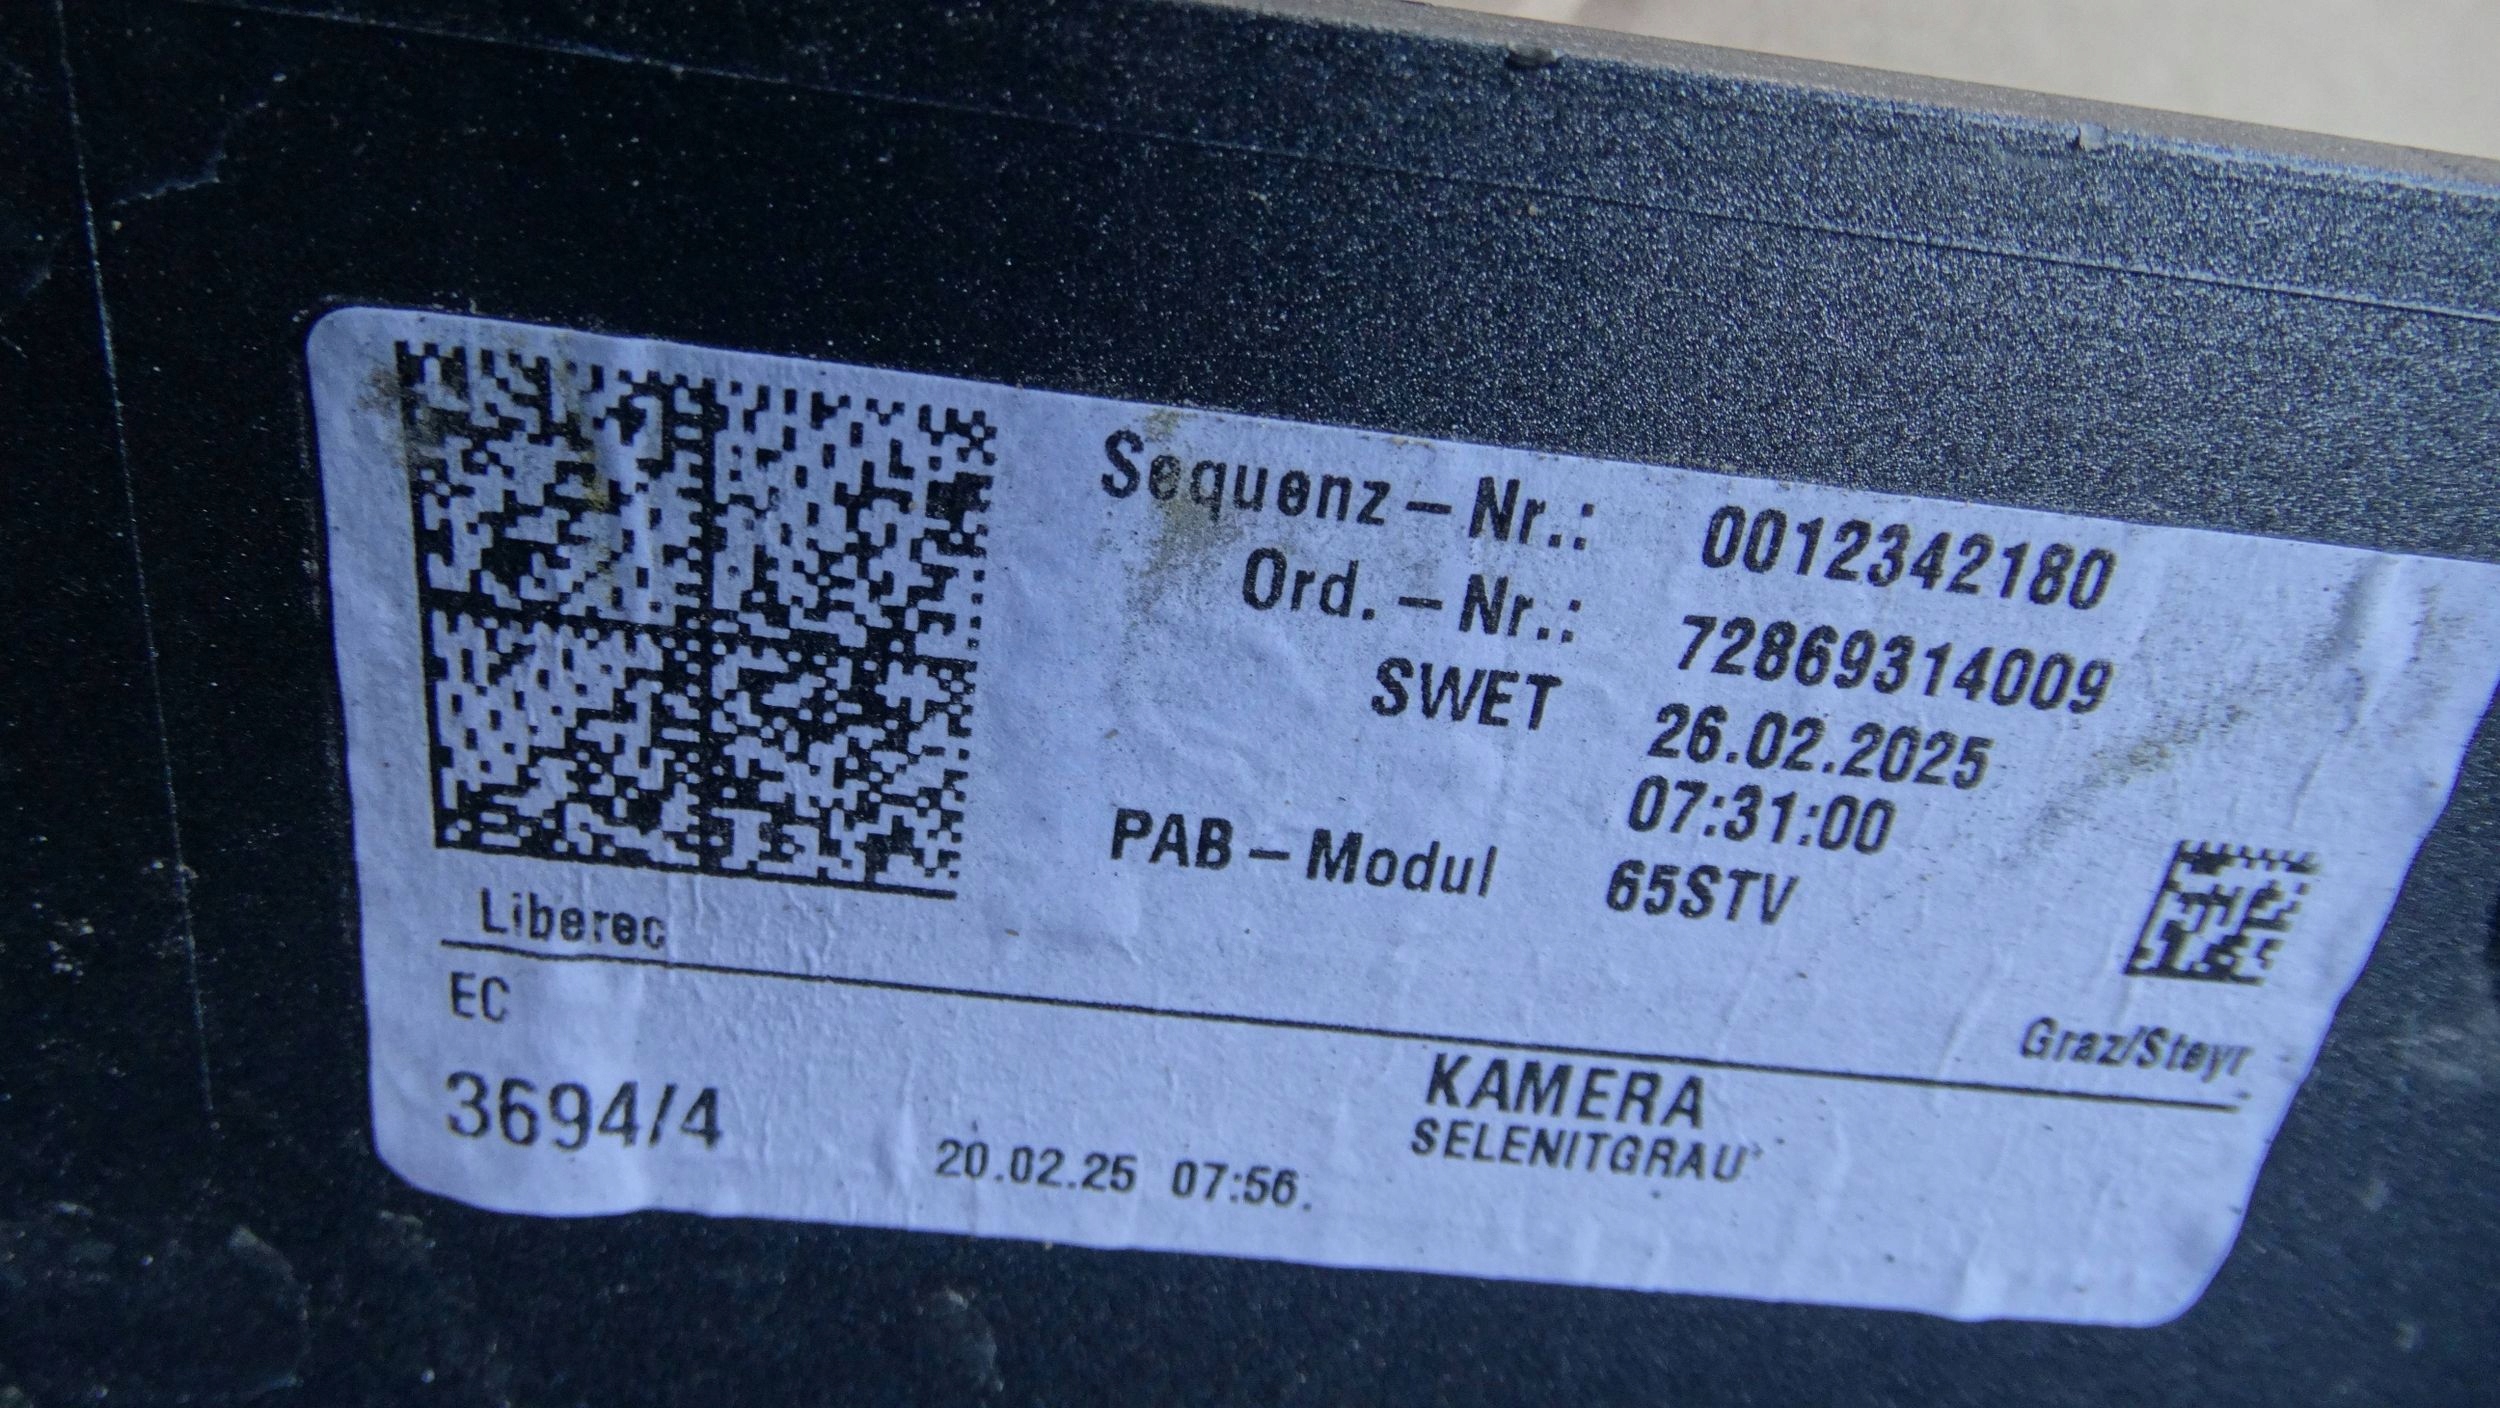 Sequenz-Nr.: 0012342180
Ord.-Nr.: 72869314009
SWET 26.02.2025
07:31:00
PAB-Modul 65STV
Liberec
Graz/Steyr
EC
3694/4
20.02.25 07:56.
KAMERA
SELENITGRAU